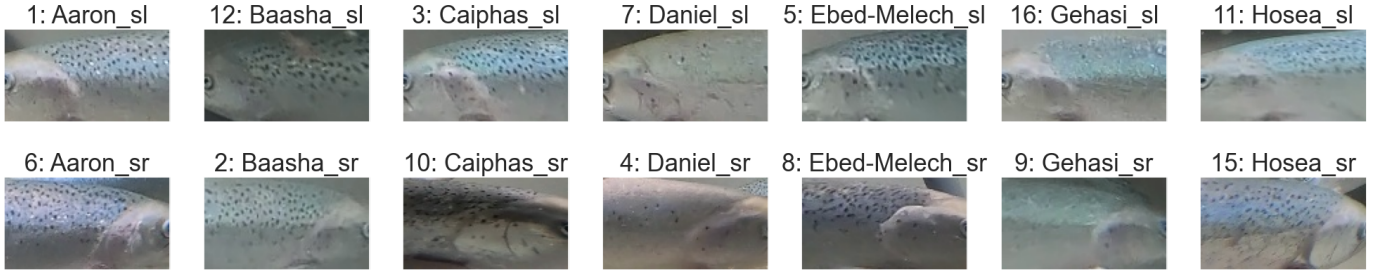 1: Aaron_sl 12: Baasha_sl 3: Caiphas_sl 7: Daniel_sl 5: Ebed-Melech_sl 16: Gehasi_sl 11: Hosea_sl
6: Aaron_sr 2: Baasha_sr 10: Caiphas_sr 4: Daniel_sr 8: Ebed-Melech_sr 9: Gehasi_sr 15: Hosea_sr